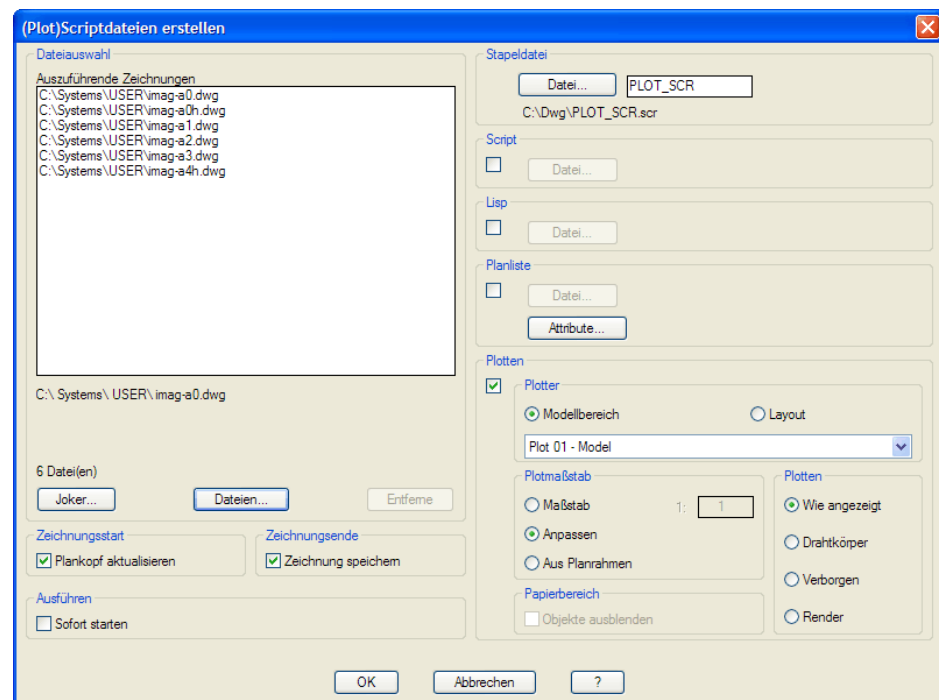 (Plot)Scriptdateien erstellen
Dateiauswahl
Auszuführende Zeichnungen
C:\Systems\USER\imag-a0.dwg
C:\Systems\USER\imag-a0h.dwg
C:\Systems\USER\imag-a1.dwg
C:\Systems\USER\imag-a2.dwg
C:\Systems\USER\imag-a3.dwg
C:\Systems\USER\imag-a4h.dwg
C:\ Systems\ USER\ imag-a0.dwg
6 Datei(en)
Joker... Dateien... Entferne
Zeichnungsstart
Plankopf aktualisieren
Zeichnungsende
Zeichnung speichern
Ausführen
Sofort starten
Stapeldatei
Datei... PLOT_SCR
C:\Dwg\PLOT_SCR.scr
Script
Datei...
Lisp
Datei...
Planliste
Datei...
Attribute...
Plotten
Plotter
Modellbereich Layout
Plot 01 - Model
Plotmaßstab
Maßstab 1: 1
Anpassen
Aus Planrahmen
Papierbereich
Objekte ausblenden
Plotten
Wie angezeigt
Drahtkörper
Verborgen
Render
OK Abbrechen ?